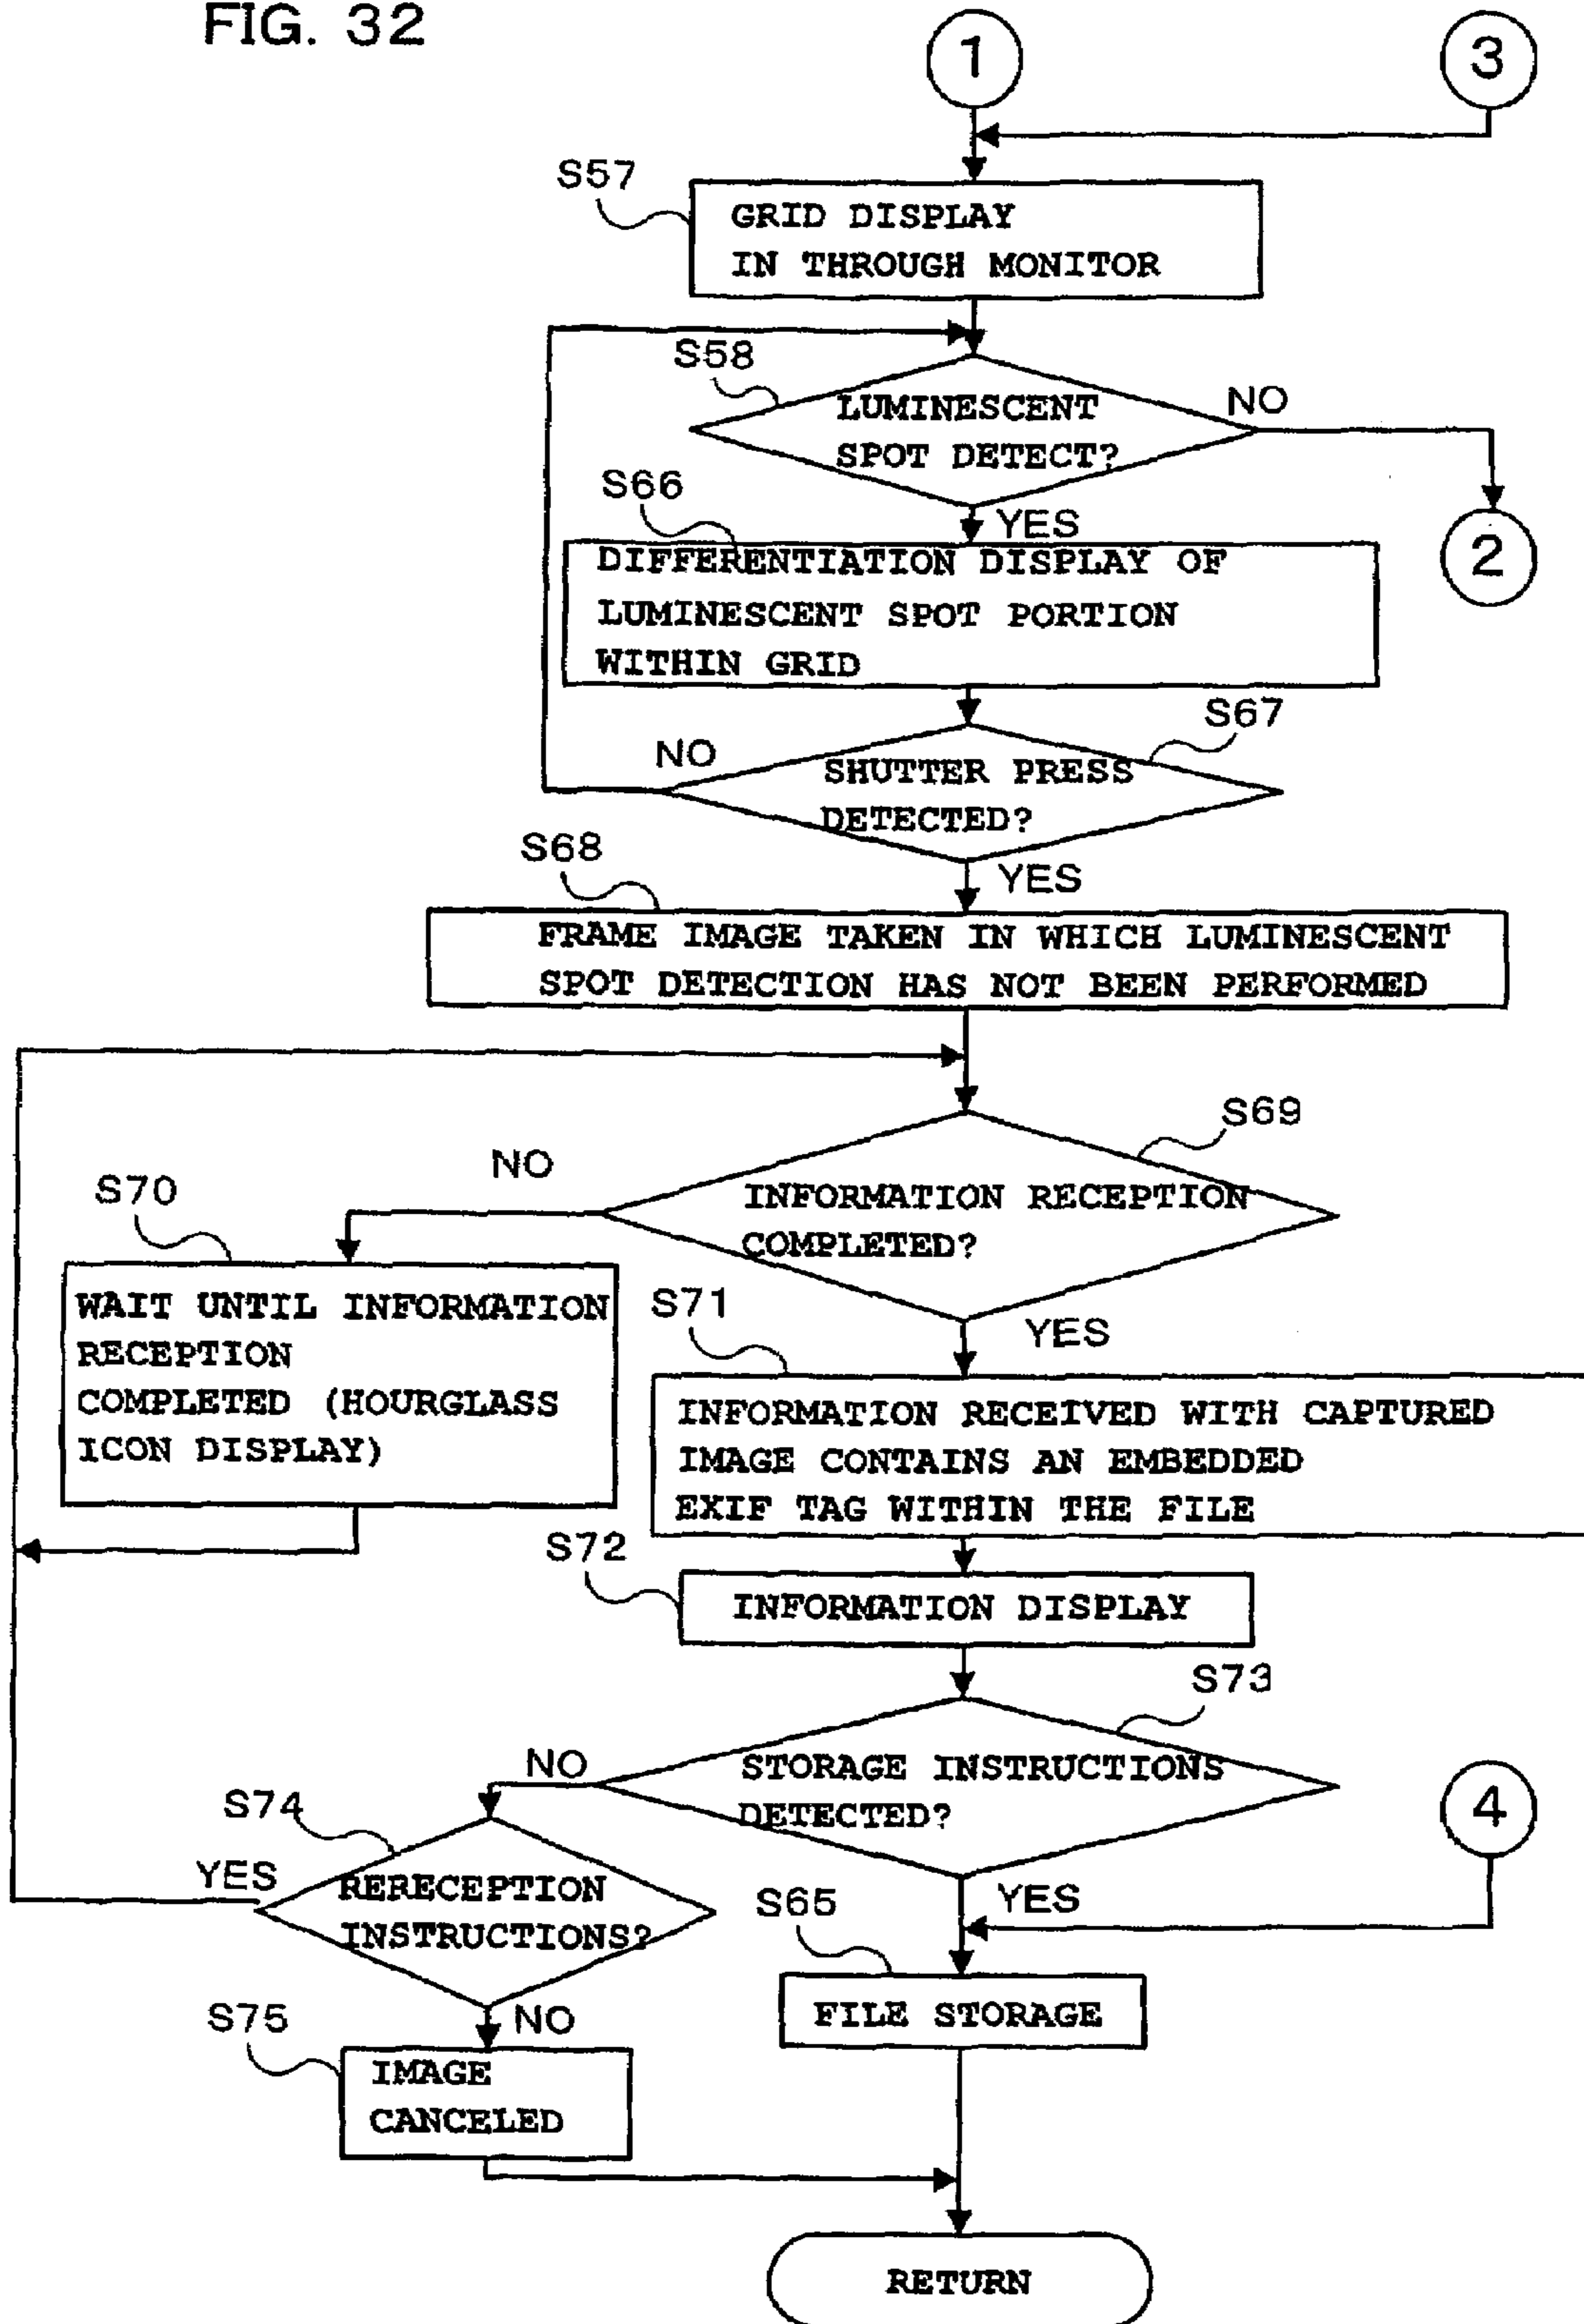 FIG. 32
1
3
S57
GRID DISPLAY
IN THROUGH MONITOR
S58
LUMINESCENT
SPOT DETECT?
NO
YES
2
S66
DIFFERENTIATION DISPLAY OF
LUMINESCENT SPOT PORTION
WITHIN GRID
S67
NO
SHUTTER PRESS
DETECTED?
YES
S68
FRAME IMAGE TAKEN IN WHICH LUMINESCENT
SPOT DETECTION HAS NOT BEEN PERFORMED
S69
NO
INFORMATION RECEPTION
COMPLETED?
YES
S70
WAIT UNTIL INFORMATION
RECEPTION
COMPLETED (HOURGLASS
ICON DISPLAY)
S71
INFORMATION RECEIVED WITH CAPTURED
IMAGE CONTAINS AN EMBEDDED
EXIF TAG WITHIN THE FILE
S72
INFORMATION DISPLAY
S73
NO
STORAGE INSTRUCTIONS
DETECTED?
YES
4
S74
YES
RERECEPTION
INSTRUCTIONS?
NO
S65
FILE STORAGE
S75
IMAGE
CANCELED
RETURN